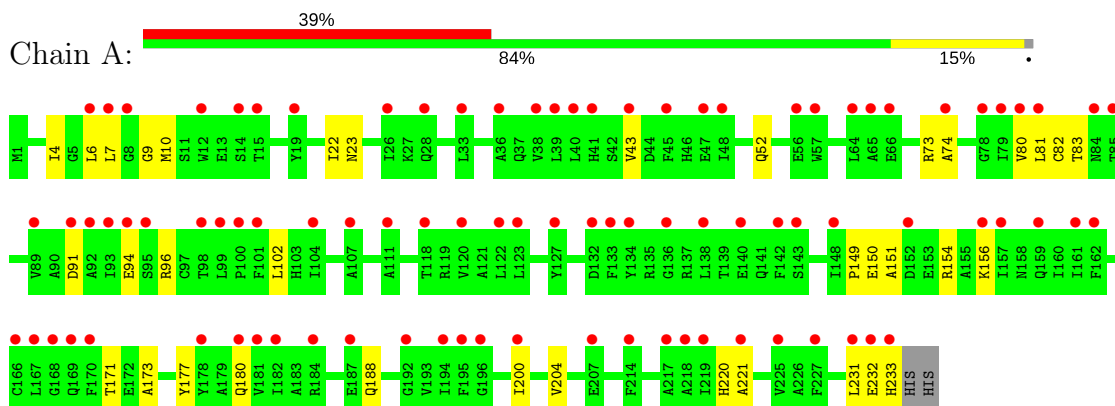 39%
Chain A:
84% 15% •
M1 I4 G5 L6 L7 G8 G9 M10 S11 W12 E13 S14 T15 Y19 I22 N23 I26 K27 Q28 L33 A36 Q37 V38 L39 L40 H41 S42 V43 D44 F45 H46 E47 I48 Q52 E56 W57 L64 A65 E66 R73 A74 G78 I79 V80 L81 C82 T83 N84 T85
V89 A90 D91 A92 I93 E94 S95 R96 C97 T98 L99 P100 F101 L102 H103 I104 A107 A111 T118 R119 V120 A121 L122 L123 Y127 D132 F133 Y134 R135 G136 R137 L138 T139 E140 Q141 F142 S143 I148 P149 E150 A151 D152 E153 R154 A155 K156 I157 N158 Q159 I160 I161 F162
C166 L167 G168 Q169 F170 T171 E172 A173 Y177 Y178 A179 Q180 V181 I182 A183 R184 E187 Q188 G192 V193 I194 F195 G196 I200 V204 E207 F214 A217 A218 I219 H220 A221 V225 A226 F227 L231 E232 H233 HIS HIS